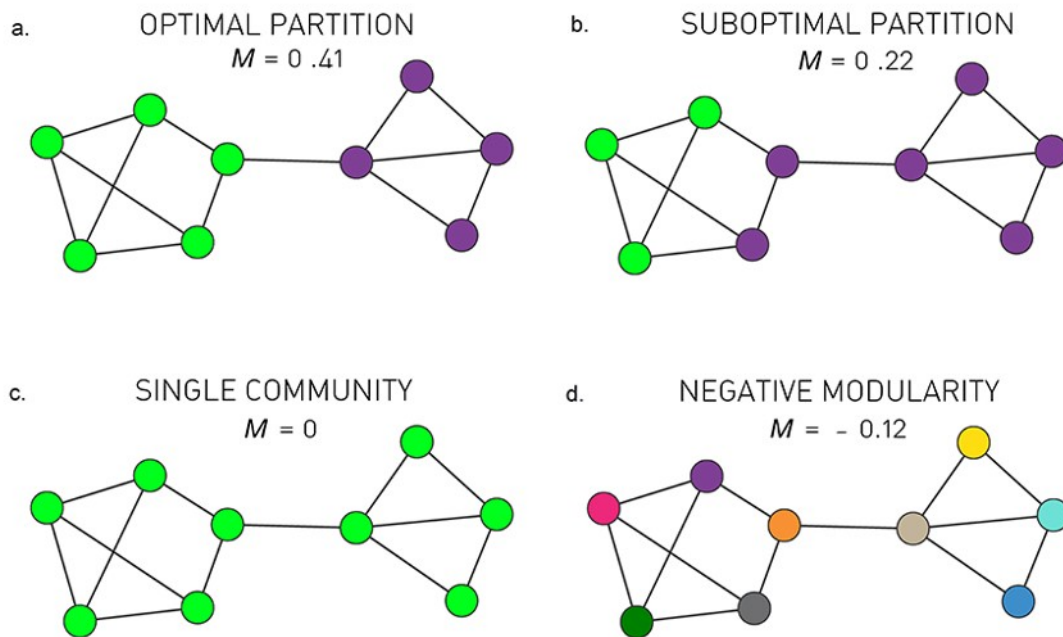 a.
OPTIMAL PARTITION
M = 0 .41
b.
SUBOPTIMAL PARTITION
M = 0 .22
c.
SINGLE COMMUNITY
M = 0
d.
NEGATIVE MODULARITY
M = - 0.12